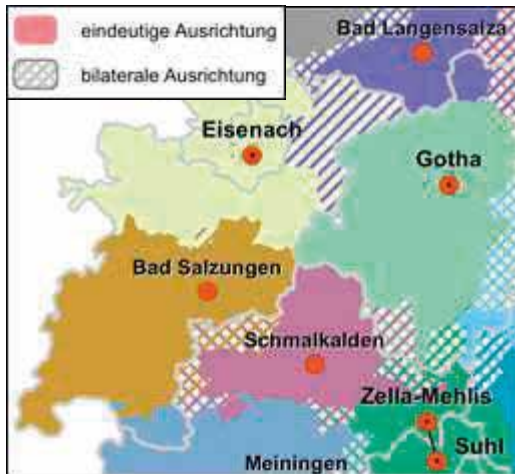 eindeutige Ausrichtung
bilaterale Ausrichtung
Bad Langensalza
Eisenach
Gotha
Bad Salzungen
Schmalkalden
Zella-Mehlis
Suhl
Meiningen